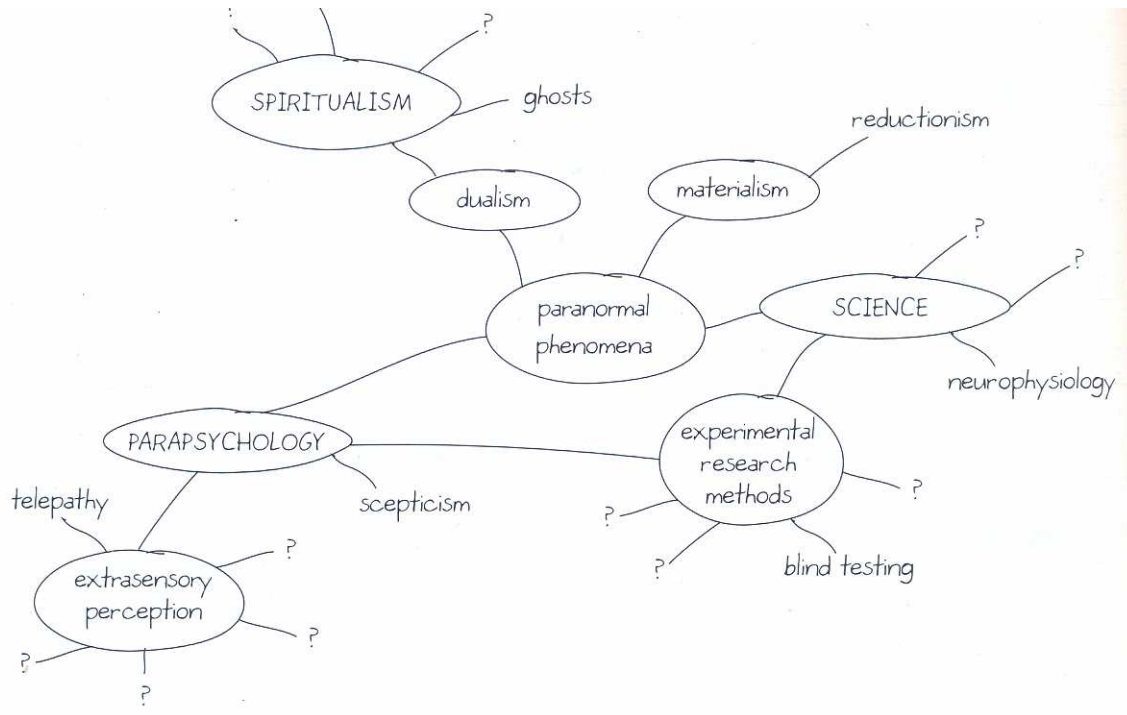 ?
?
SPIRITUALISM
ghosts
reductionism
dualism
materialism
?
?
paranormal
phenomena
SCIENCE
neurophysiology
PARAPSYCHOLOGY
experimental
research
methods
telepathy
scepticism
?
?
?
blind testing
extrasensory
perception
?
?
?
?